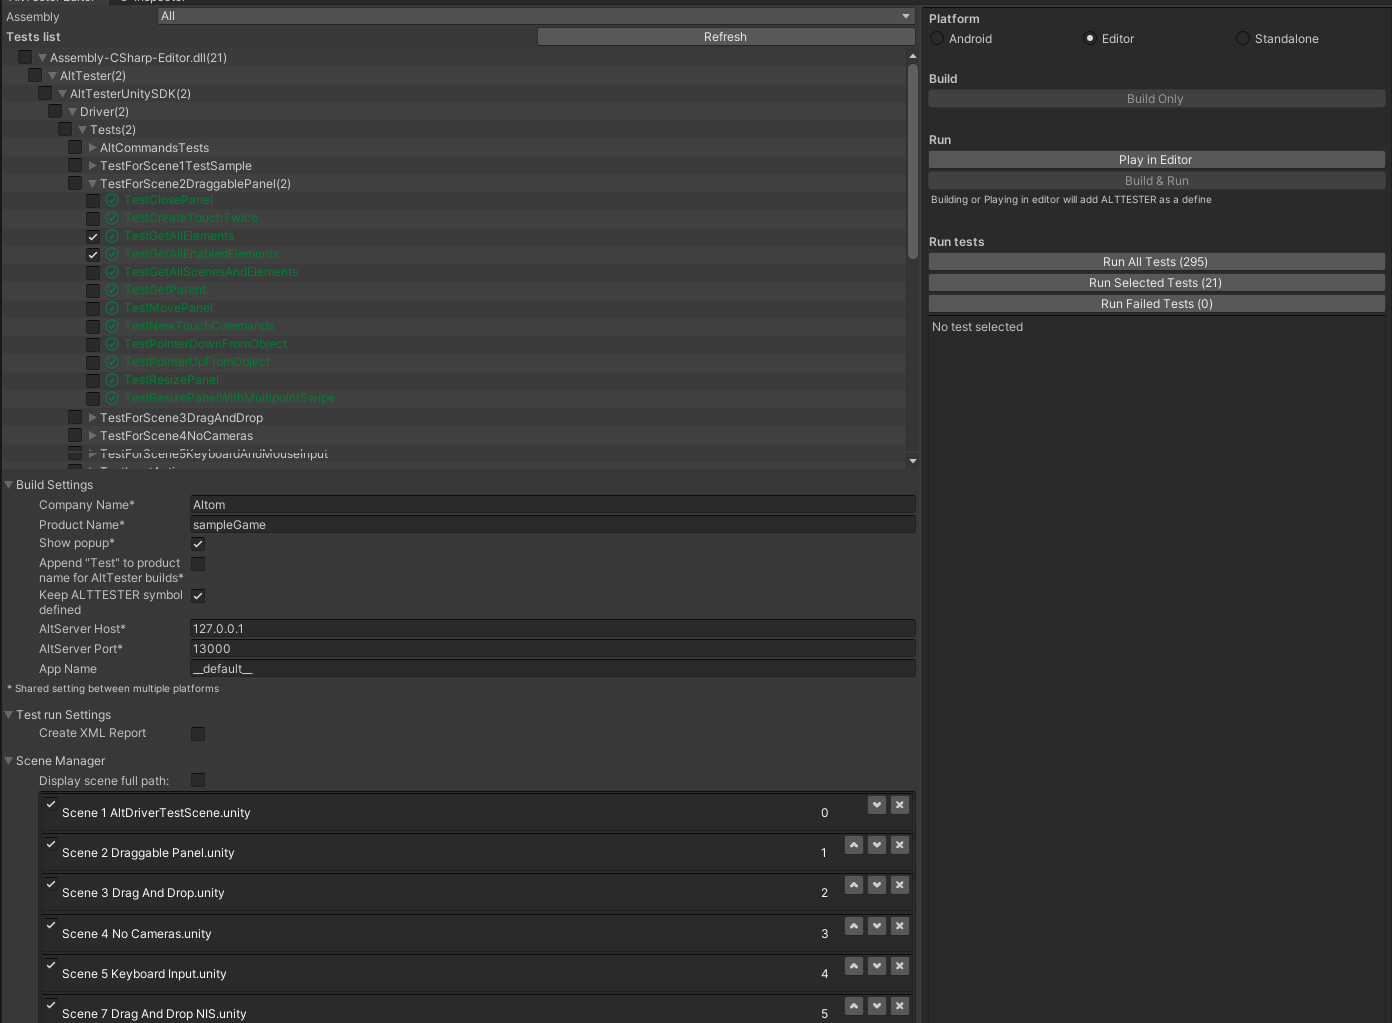 Assembly
All
Tests list
Refresh
Assembly-CSharp-Editor.dll(21)
AltTester(2)
AltTesterUnitySDK(2)
Driver(2)
Tests(2)
AltCommandsTests
TestForScene1TestSample
TestForScene2DraggablePanel(2)
TestClosePanel
TestCreateTouchTwice
TestGetAllElements
TestGetAllEnabledElements
TestGetAllScenesAndElements
TestGetParent
TestMovePanel
TestNewTouchCommands
TestPointerDownFromObject
TestPointerUpFromObject
TestResizePanel
TestResizePanelWithMultipointSwipe
TestForScene3DragAndDrop
TestForScene4NoCameras
TestForScene5KeyboardAndMouseInput
Build Settings
Company Name*
Altom
Product Name*
sampleGame
Show popup*
Append "Test" to product
name for AltTester builds*
Keep ALTTESTER symbol
defined
AltServer Host*
127.0.0.1
AltServer Port*
13000
App Name
__default__
* Shared setting between multiple platforms
Test run Settings
Create XML Report
Scene Manager
Display scene full path:
Scene 1 AltDriverTestScene.unity 0
Scene 2 Draggable Panel.unity 1
Scene 3 Drag And Drop.unity 2
Scene 4 No Cameras.unity 3
Scene 5 Keyboard Input.unity 4
Scene 7 Drag And Drop NIS.unity 5
Platform
Android Editor Standalone
Build
Build Only
Run
Play in Editor
Build & Run
Building or Playing in editor will add ALTTESTER as a define
Run tests
Run All Tests (295)
Run Selected Tests (21)
Run Failed Tests (0)
No test selected